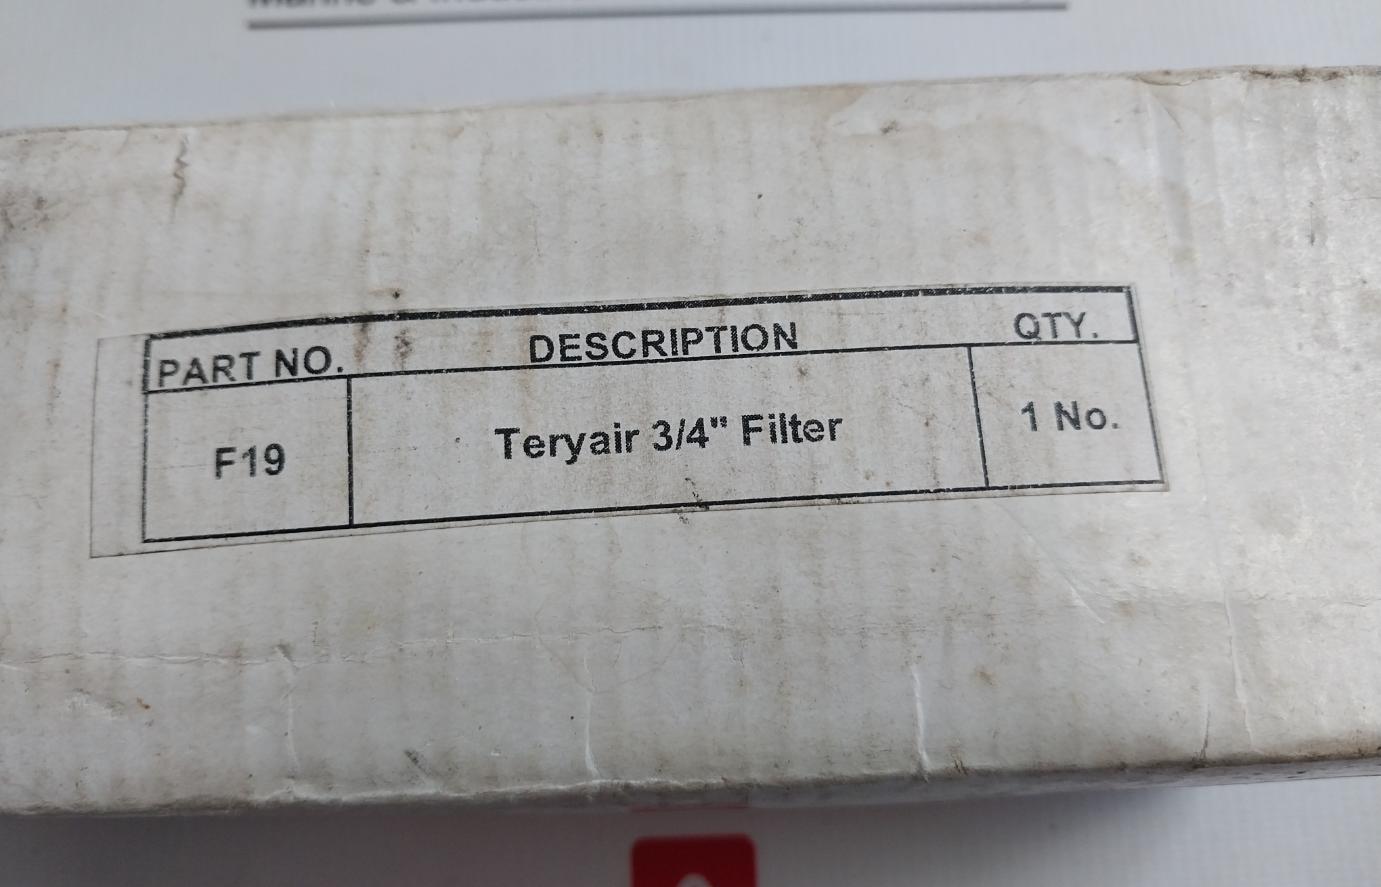 PART NO. DESCRIPTION QTY.
F19 Teryair 3/4" Filter 1 No.